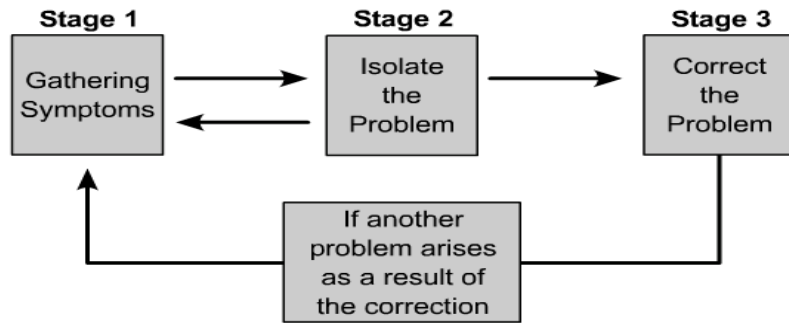 Stage 1
Gathering
Symptoms
Stage 2
Isolate
the
Problem
Stage 3
Correct
the
Problem
If another
problem arises
as a result of
the correction